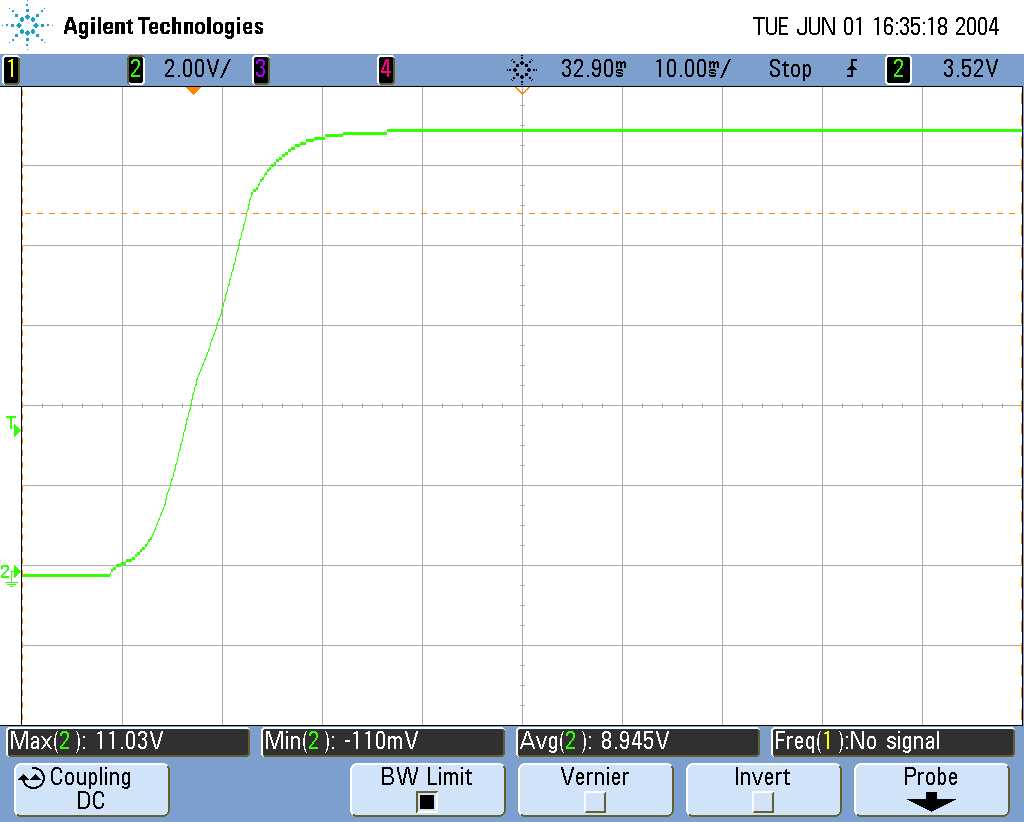 Agilent Technologies TUE JUN 01 16:35:18 2004
1 2 2.00V/ 3 4 32.90ms 10.00ms/ Stop 2 3.52V
T
2
Max(2): 11.03V Min(2): -110mV Avg(2): 8.945V Freq(1):No signal
Coupling BW Limit Vernier Invert Probe
DC